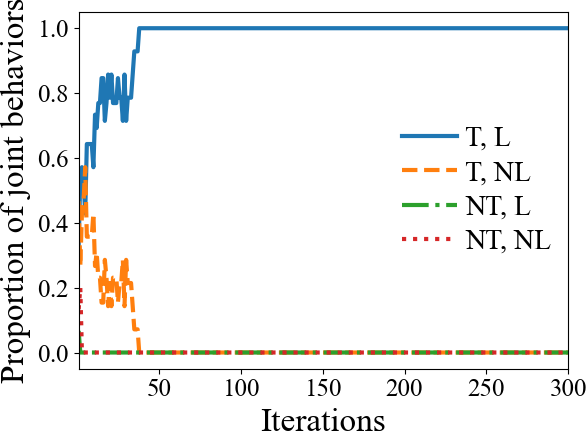 Proportion of joint behaviors
1.0
0.8
0.6
0.4
0.2
0.0
T, L
T, NL
NT, L
NT, NL
50 100 150 200 250 300
Iterations